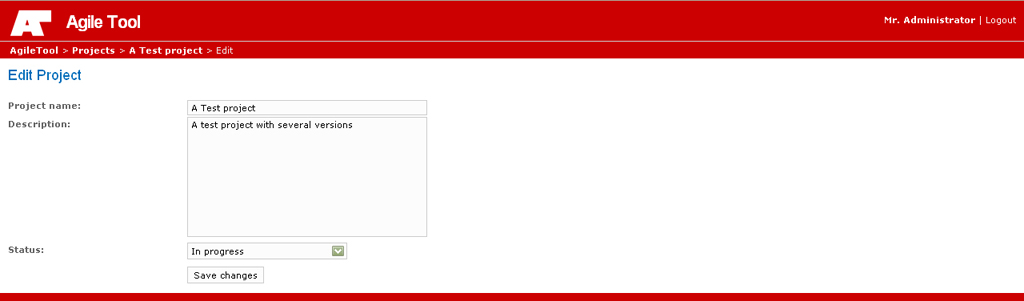 AT Agile Tool
Mr. Administrator | Logout
AgileTool > Projects > A Test project > Edit
Edit Project
Project name: A Test project
Description: A test project with several versions
Status: In progress
Save changes